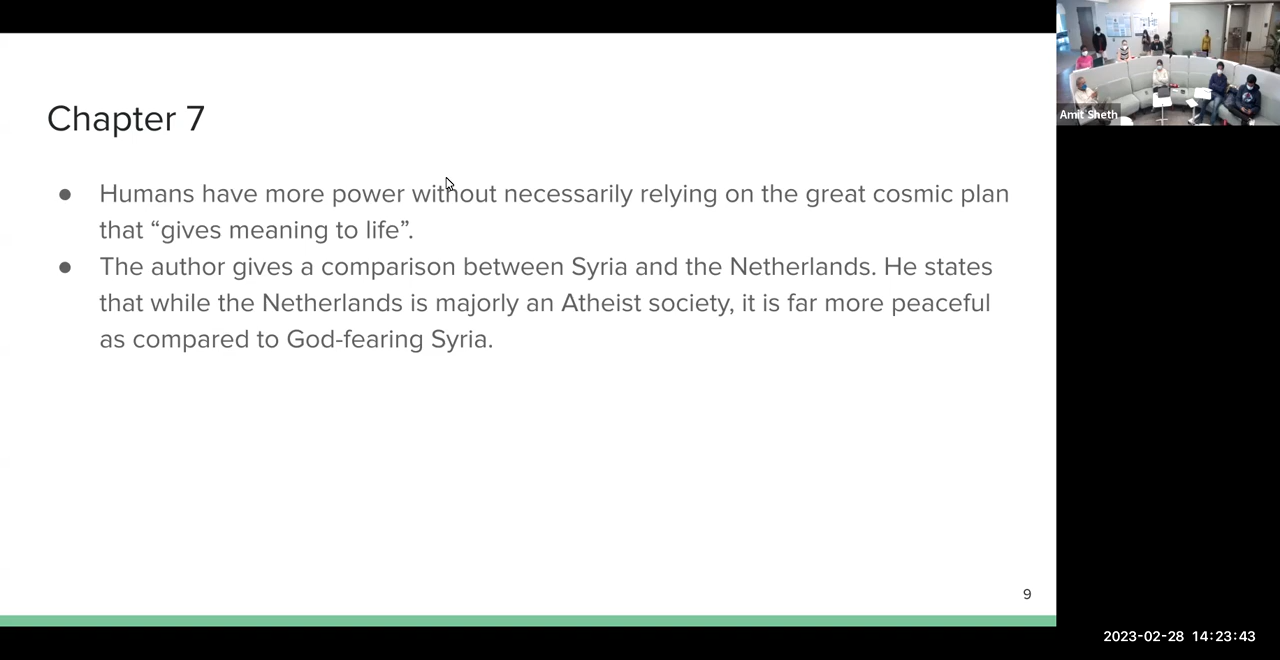 Chapter 7
● Humans have more power without necessarily relying on the great cosmic plan
that “gives meaning to life”.
● The author gives a comparison between Syria and the Netherlands. He states
that while the Netherlands is majorly an Atheist society, it is far more peaceful
as compared to God-fearing Syria.
9
Amit Sheth
2023-02-28 14:23:43